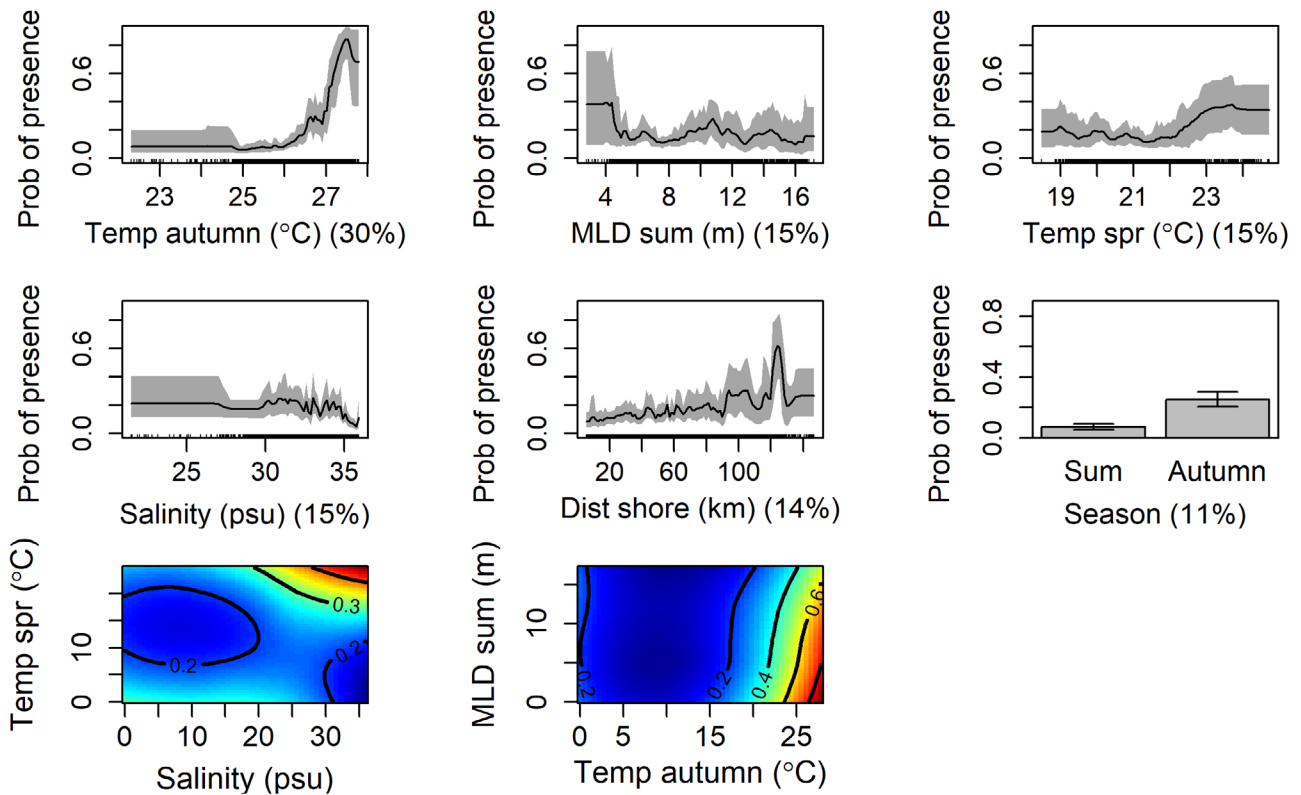 Prob of presence
0.0 0.6
23 25 27
Temp autumn (°C) (30%)
Prob of presence
0.0 0.6
4 8 12 16
MLD sum (m) (15%)
Prob of presence
0.0 0.6
19 21 23
Temp spr (°C) (15%)
Prob of presence
0.0 0.6
25 30 35
Salinity (psu) (15%)
Prob of presence
0.0 0.6
20 60 100
Dist shore (km) (14%)
Prob of presence
0.0 0.4 0.8
Sum Autumn
Season (11%)
Temp spr (°C)
0 10
0.2
0.3
0.2
0 10 20 30
Salinity (psu)
MLD sum (m)
0 10
0.2
0.2
0.4
0.6
0 5 15 25
Temp autumn (°C)